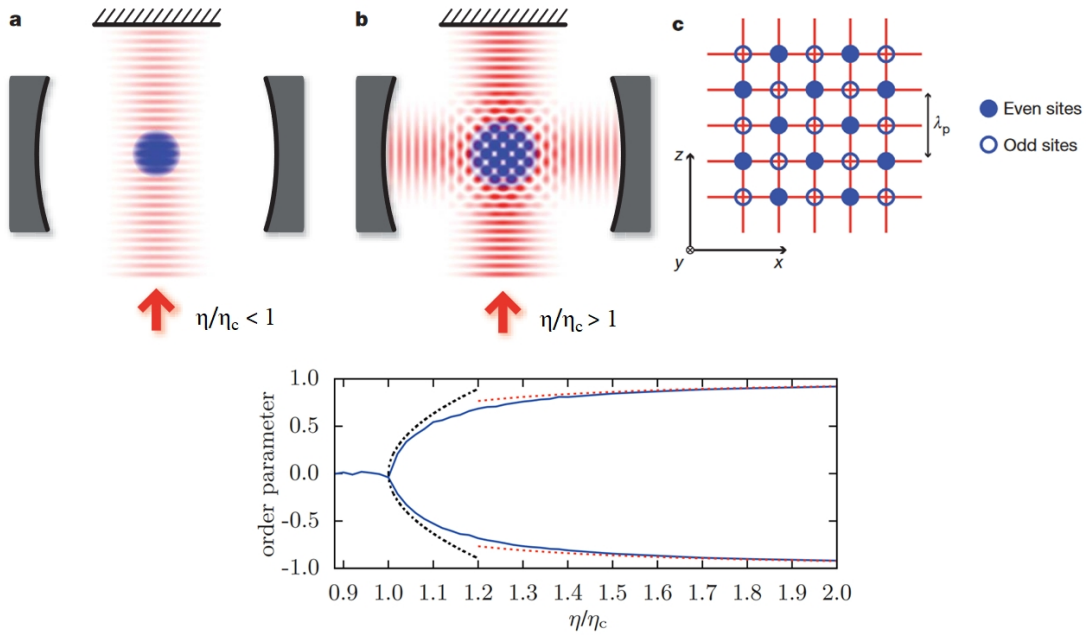 a
b
c
λp
z
y
x
Even sites
Odd sites
η/ηc < 1
η/ηc > 1
order parameter
1.0
0.5
0.0
-0.5
-1.0
0.9 1.0 1.1 1.2 1.3 1.4 1.5 1.6 1.7 1.8 1.9 2.0
η/ηc